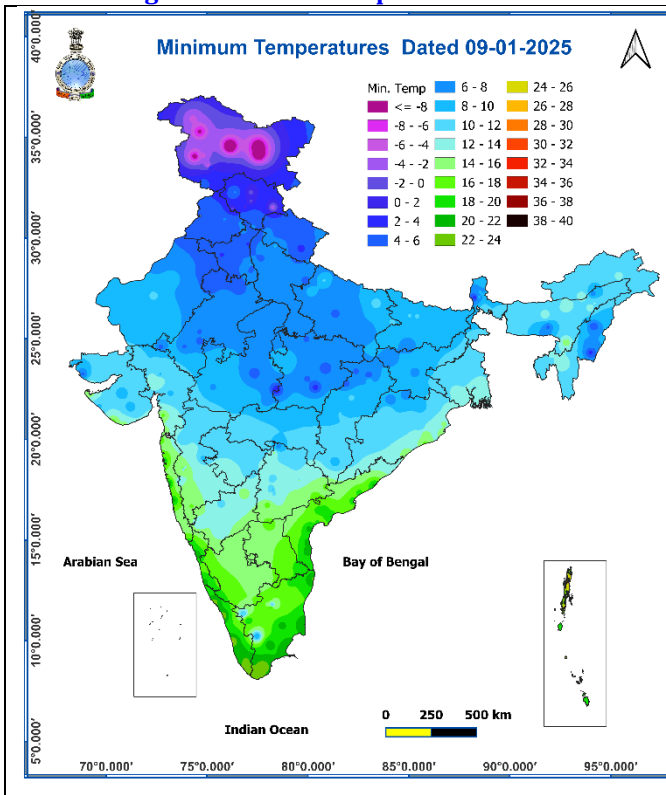 Minimum Temperatures Dated 09-01-2025
Min. Temp
<= -8
-8 - -6
-6 - -4
-4 - -2
-2 - 0
0 - 2
2 - 4
4 - 6
6 - 8
8 - 10
10 - 12
12 - 14
14 - 16
16 - 18
18 - 20
20 - 22
22 - 24
24 - 26
26 - 28
28 - 30
30 - 32
32 - 34
34 - 36
36 - 38
38 - 40
40°0.000'
35°0.000'
30°0.000'
25°0.000'
20°0.000'
15°0.000'
10°0.000'
5°0.000'
Arabian Sea
Bay of Bengal
Indian Ocean
0 250 500 km
70°0.000' 75°0.000' 80°0.000' 85°0.000' 90°0.000' 95°0.000'